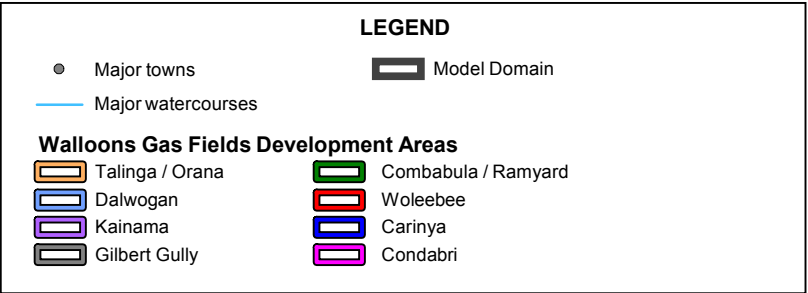 LEGEND
Major towns Model Domain
Major watercourses
Walloons Gas Fields Development Areas
Talinga / Orana Combabula / Ramyard
Dalwogan Woleebee
Kainama Carinya
Gilbert Gully Condabri